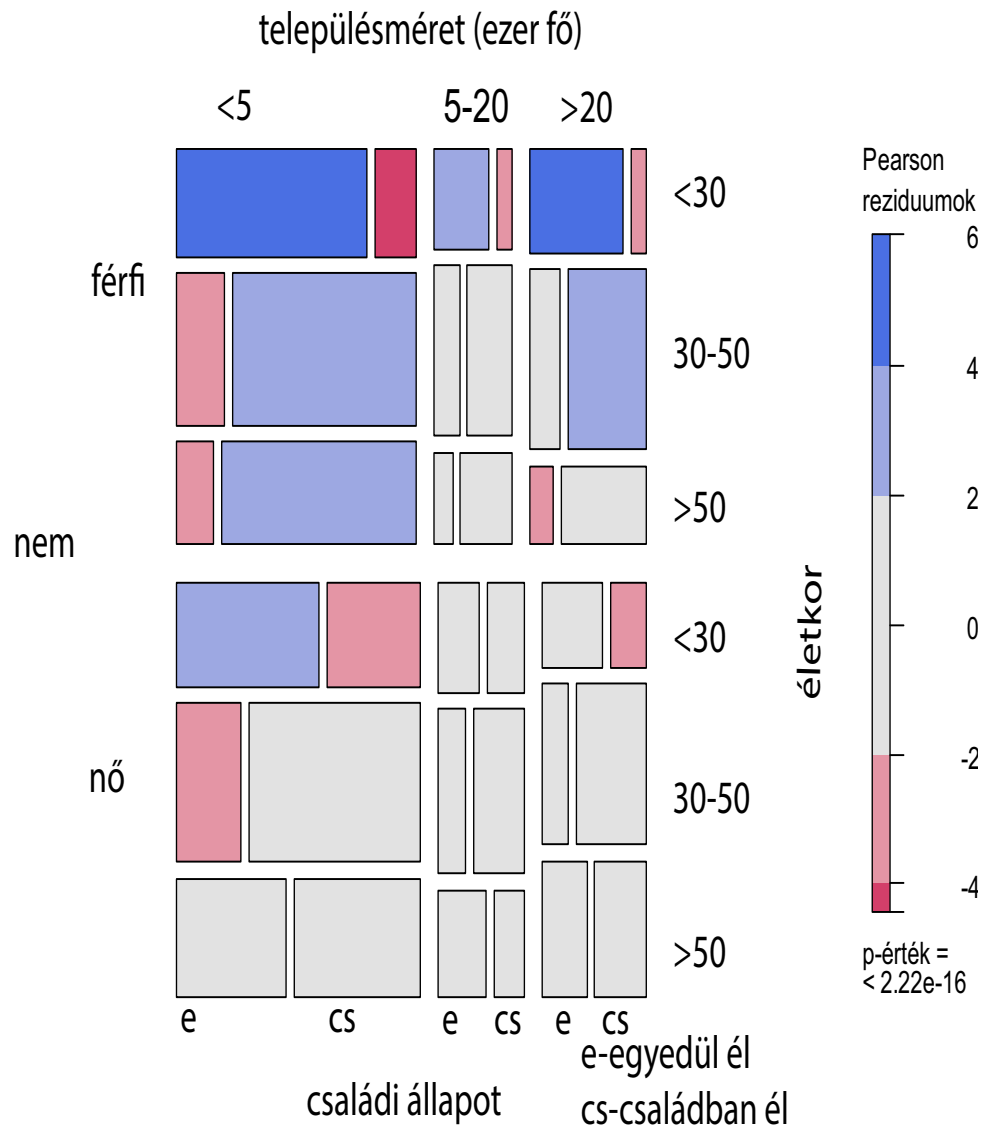 településméret (ezer fő)
<5 5-20 >20
férfi
nem
nő
<30
30-50
>50
<30
30-50
>50
életkor
e cs e cs e cs
e-egyedül él
cs-családban él
családi állapot
Pearson
reziduumok
6
4
2
0
-2
-4
p-érték =
< 2.22e-16